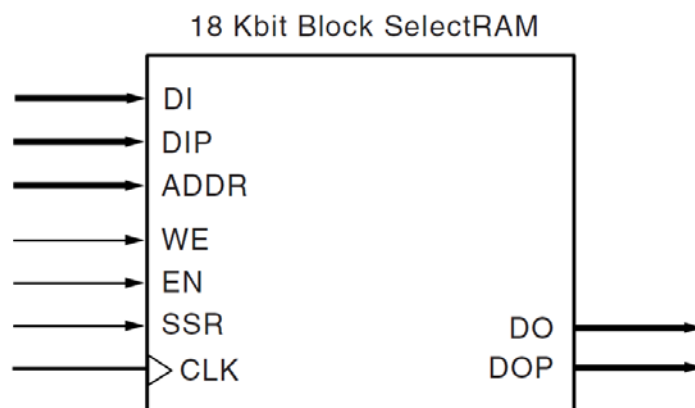 18 Kbit Block SelectRAM
DI
DIP
ADDR
WE
EN
SSR
CLK
DO
DOP